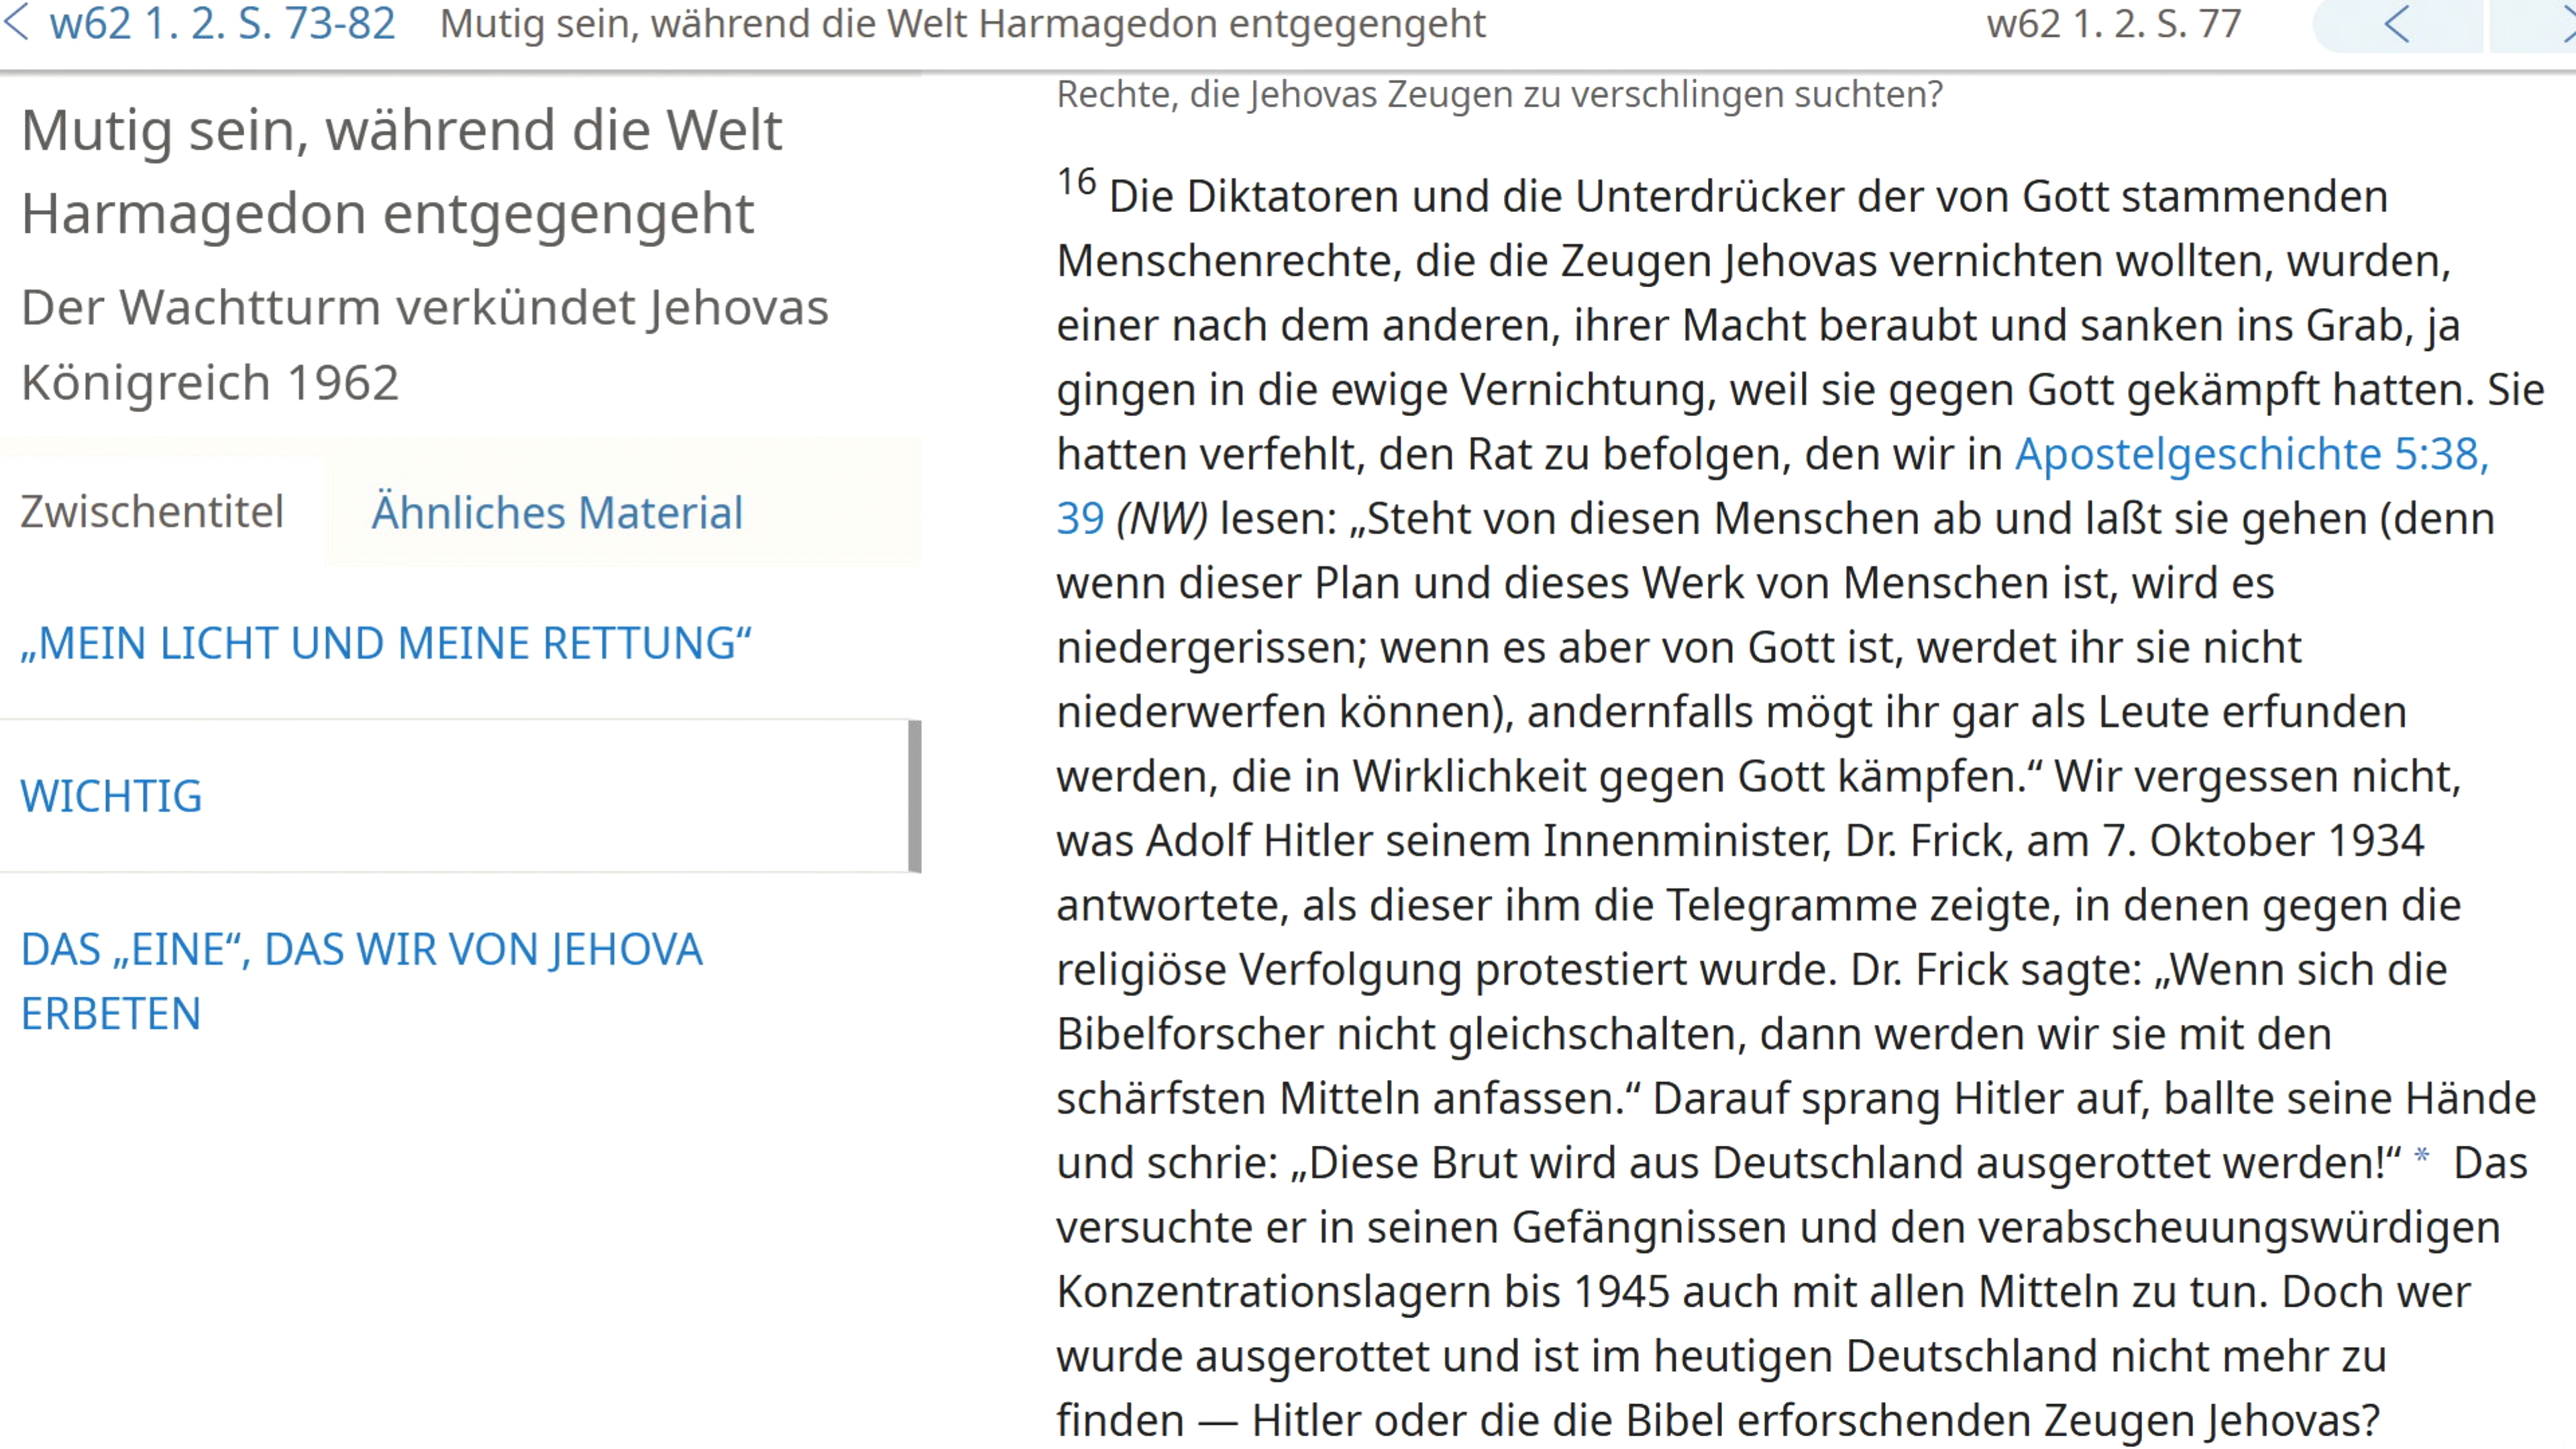 w62 1. 2. S. 73-82
Mutig sein, während die Welt Harmagedon entgegengeht
w62 1. 2. S. 77
Mutig sein, während die Welt
Harmagedon entgegengeht
Der Wachtturm verkündet Jehovas
Königreich 1962
Zwischentitel
Ähnliches Material
„MEIN LICHT UND MEINE RETTUNG“
WICHTIG
DAS „EINE“, DAS WIR VON JEHOVA
ERBETEN
Rechte, die Jehovas Zeugen zu verschlingen suchten?
16 Die Diktatoren und die Unterdrücker der von Gott stammenden
Menschenrechte, die die Zeugen Jehovas vernichten wollten, wurden,
einer nach dem anderen, ihrer Macht beraubt und sanken ins Grab, ja
gingen in die ewige Vernichtung, weil sie gegen Gott gekämpft hatten. Sie
hatten verfehlt, den Rat zu befolgen, den wir in Apostelgeschichte 5:38,
39 (NW) lesen: „Steht von diesen Menschen ab und laßt sie gehen (denn
wenn dieser Plan und dieses Werk von Menschen ist, wird es
niedergerissen; wenn es aber von Gott ist, werdet ihr sie nicht
niederwerfen können), andernfalls mögt ihr gar als Leute erfunden
werden, die in Wirklichkeit gegen Gott kämpfen.“ Wir vergessen nicht,
was Adolf Hitler seinem Innenminister, Dr. Frick, am 7. Oktober 1934
antwortete, als dieser ihm die Telegramme zeigte, in denen gegen die
religiöse Verfolgung protestiert wurde. Dr. Frick sagte: „Wenn sich die
Bibelforscher nicht gleichschalten, dann werden wir sie mit den
schärfsten Mitteln anfassen.“ Darauf sprang Hitler auf, ballte seine Hände
und schrie: „Diese Brut wird aus Deutschland ausgerottet werden!“ * Das
versuchte er in seinen Gefängnissen und den verabscheuungswürdigen
Konzentrationslagern bis 1945 auch mit allen Mitteln zu tun. Doch wer
wurde ausgerottet und ist im heutigen Deutschland nicht mehr zu
finden — Hitler oder die die Bibel erforschenden Zeugen Jehovas?